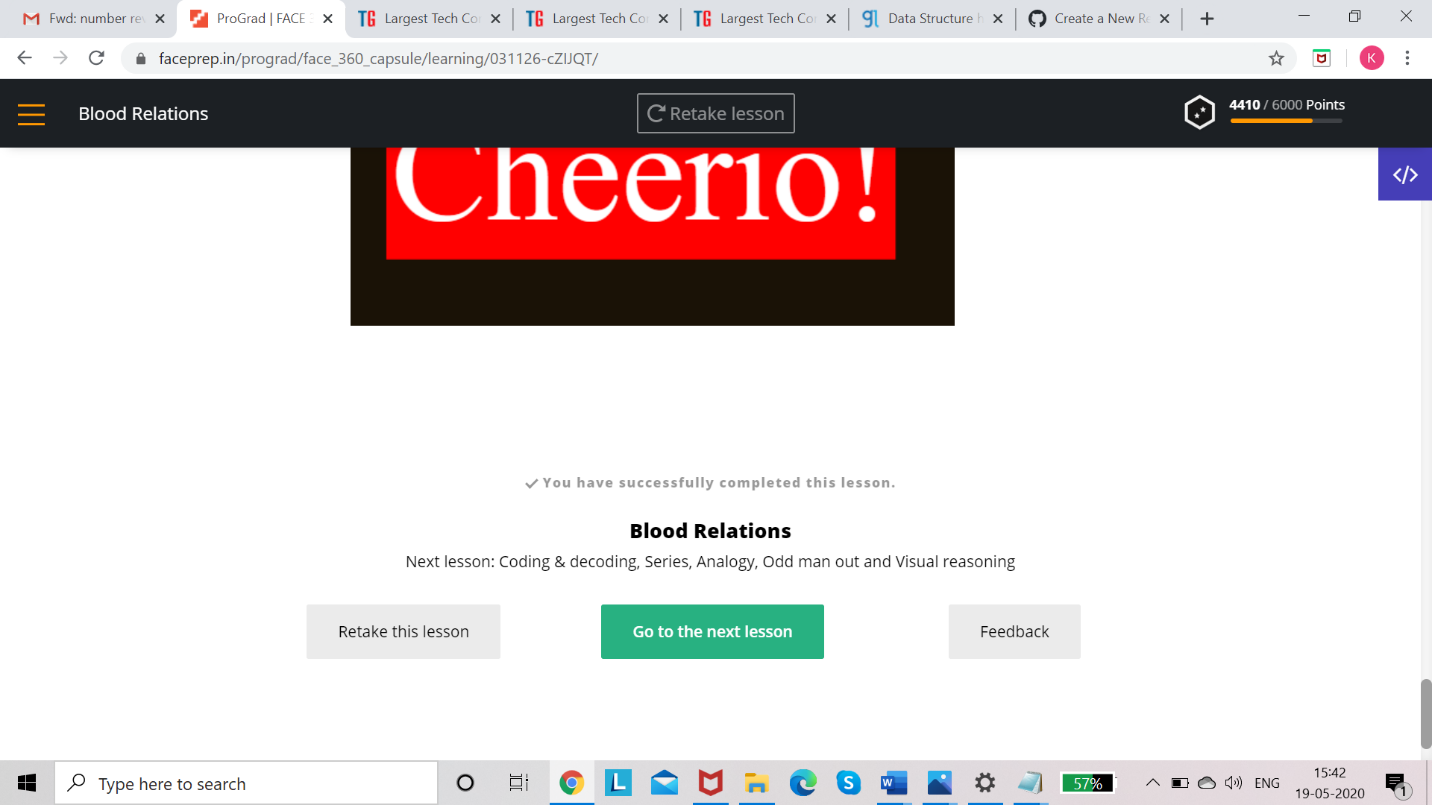 Fwd: number re
ProGrad | FACE
Largest Tech Co
Largest Tech Co
Largest Tech Co
Data Structure
Create a New R
faceprep.in/prograd/face_360_capsule/learning/031126-cZIJQT/
K
Blood Relations
Retake lesson
4410 / 6000 Points
Cheerio!
</>
You have successfully completed this lesson.
Blood Relations
Next lesson: Coding & decoding, Series, Analogy, Odd man out and Visual reasoning
Retake this lesson
Go to the next lesson
Feedback
Type here to search
57%
ENG
15:42
19-05-2020
1